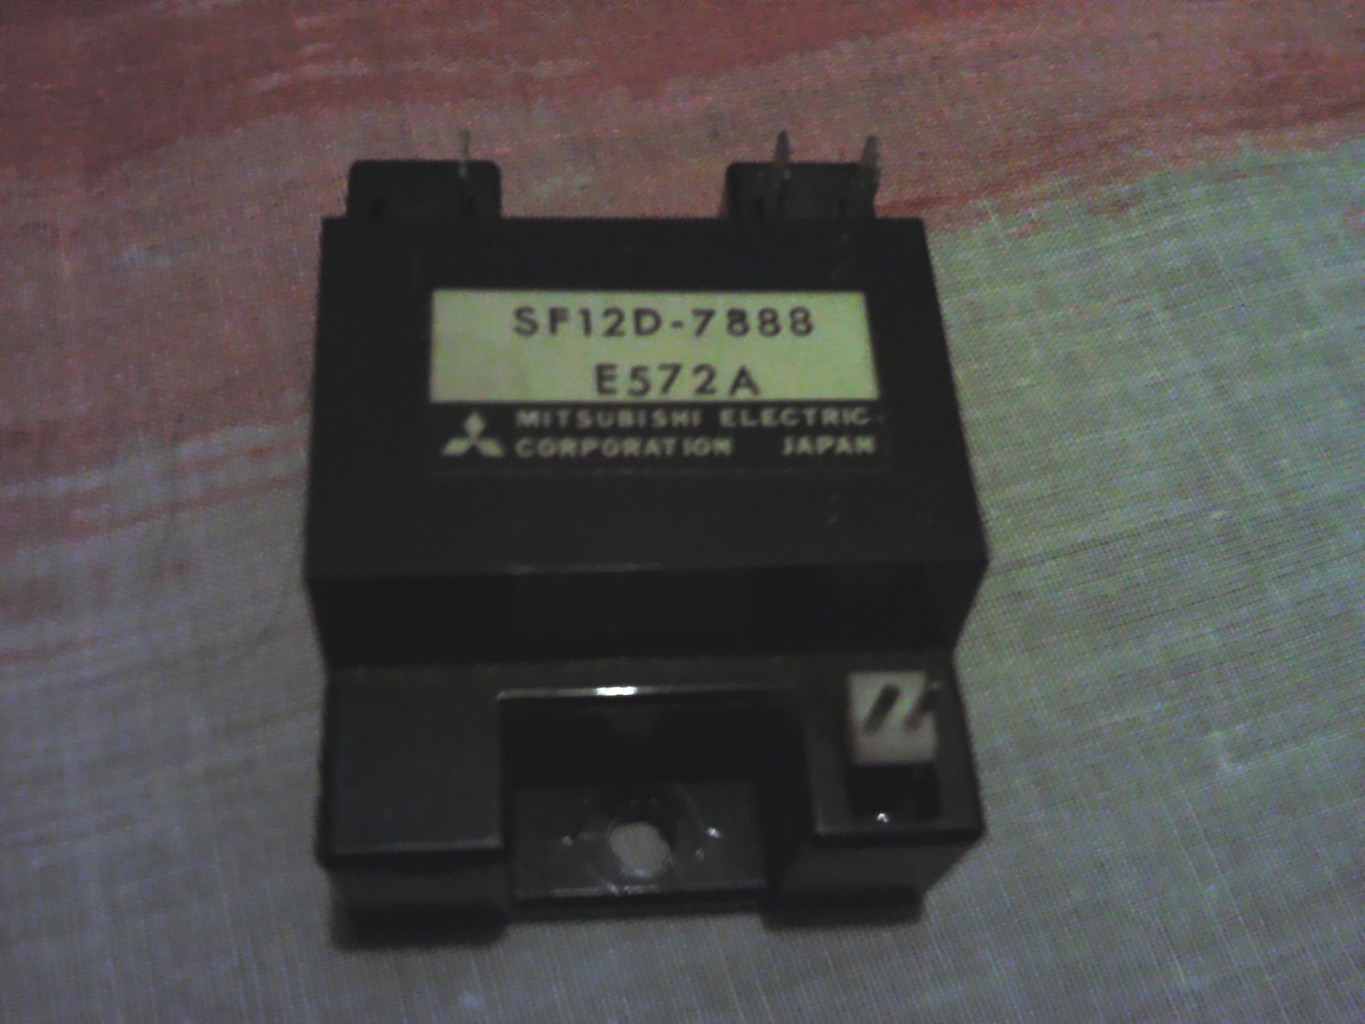 SF12D-7888
E572A
MITSUBISHI ELECTRIC
CORPORATION JAPAN